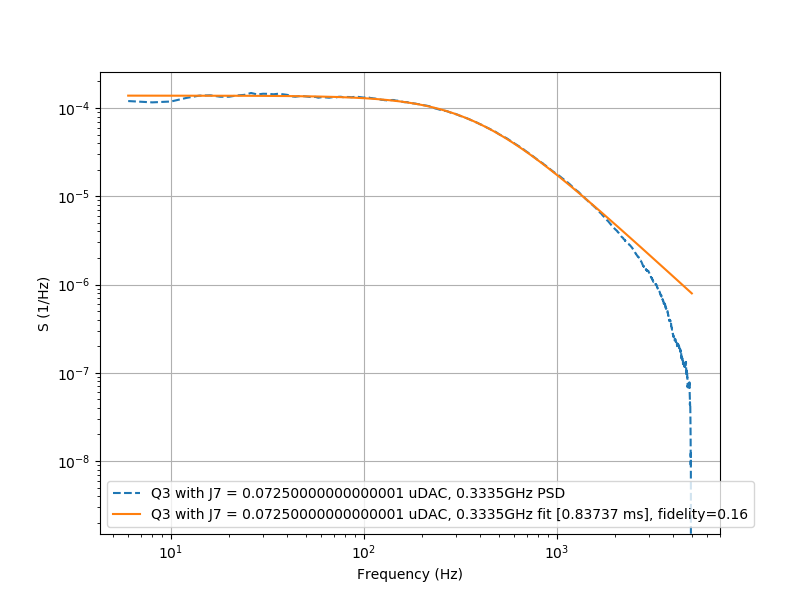 10⁻⁴
10⁻⁵
10⁻⁶
10⁻⁷
10⁻⁸
S (1/Hz)
Q3 with J7 = 0.07250000000000001 uDAC, 0.3335GHz PSD
Q3 with J7 = 0.07250000000000001 uDAC, 0.3335GHz fit [0.83737 ms], fidelity=0.16
10¹ 10² 10³
Frequency (Hz)